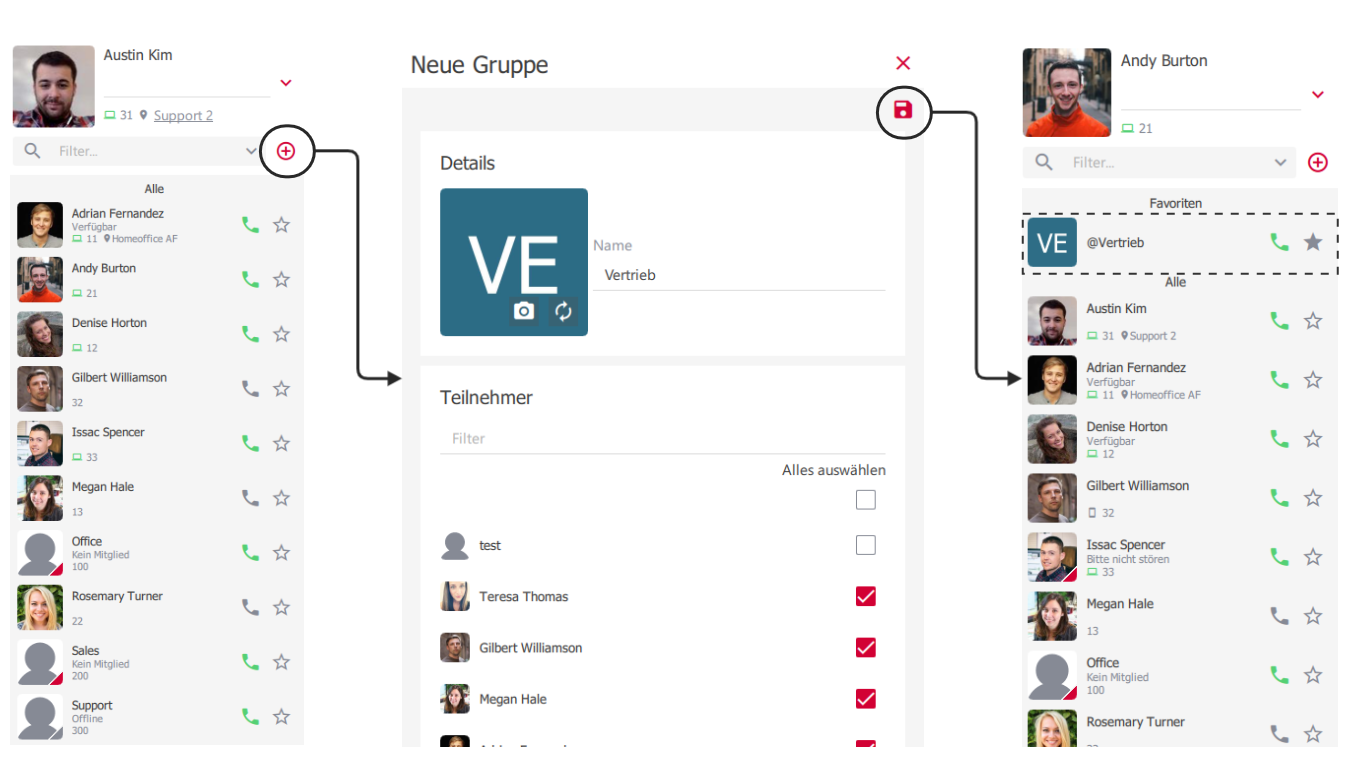 Austin Kim
31 Support 2
Filter...
Alle
Adrian Fernandez
Verfügbar
11 Homeoffice AF
Andy Burton
21
Denise Horton
12
Gilbert Williamson
32
Issac Spencer
33
Megan Hale
13
Office
Kein Mitglied
100
Rosemary Turner
22
Sales
Kein Mitglied
200
Support
Offline
300
Neue Gruppe
Details
VE
Name
Vertrieb
Teilnehmer
Filter
Alles auswählen
test
Teresa Thomas
Gilbert Williamson
Megan Hale
Andy Burton
21
Filter...
Favoriten
VE
@Vertrieb
Alle
Austin Kim
31 Support 2
Adrian Fernandez
Verfügbar
11 Homeoffice AF
Denise Horton
Verfügbar
12
Gilbert Williamson
32
Issac Spencer
Bitte nicht stören
33
Megan Hale
13
Office
Kein Mitglied
100
Rosemary Turner